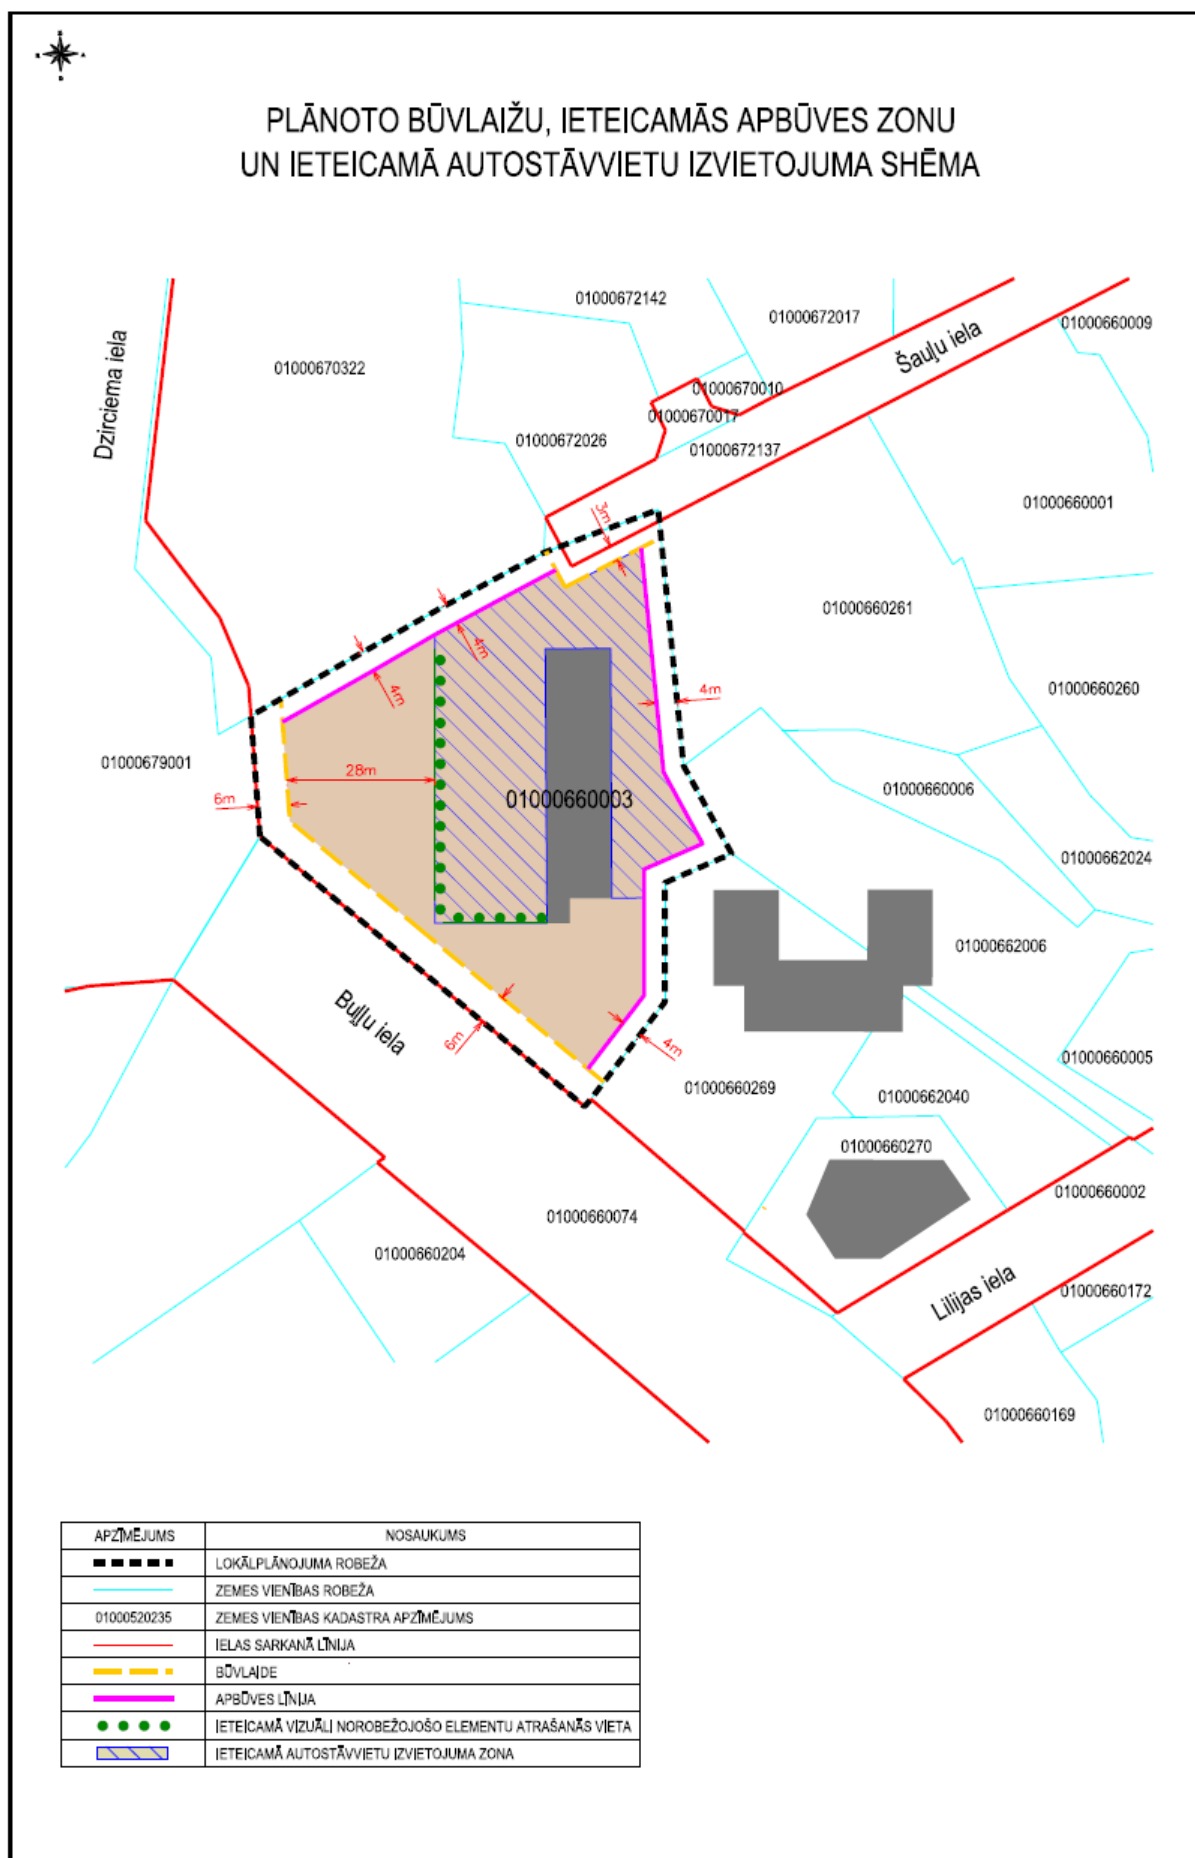 PLĀNOTO BŪVLAIŽU, IETEICAMĀS APBŪVES ZONU
UN IETEICAMĀ AUTOSTĀVVIETU IZVIETOJUMA SHĒMA
01000672142
01000672017
01000660009
Dzirciema iela
Šauļu iela
01000670322
01000670010
01000670017
01000672026
01000672137
01000660001
3m
01000660261
4m
4m
4m
01000660260
01000679001
28m
6m
01000660003
01000660006
01000662024
01000662006
Buļļu iela
6m
4m
01000660269
01000660005
01000662040
01000660270
01000660002
01000660074
01000660204
Lilijas iela
01000660172
01000660169
APZĪMĒJUMS NOSAUKUMS
LOKĀLPLĀNOJUMA ROBEŽA
ZEMES VIENĪBAS ROBEŽA
01000520235 ZEMES VIENĪBAS KADASTRA APZĪMĒJUMS
IELAS SARKANĀ LĪNIJA
BŪVLAIDE
APBŪVES LĪNIJA
IETEICAMĀ VIZUĀLI NOROBEŽOJOŠO ELEMENTU ATRAŠANĀS VIETA
IETEICAMĀ AUTOSTĀVVIETU IZVIETOJUMA ZONA